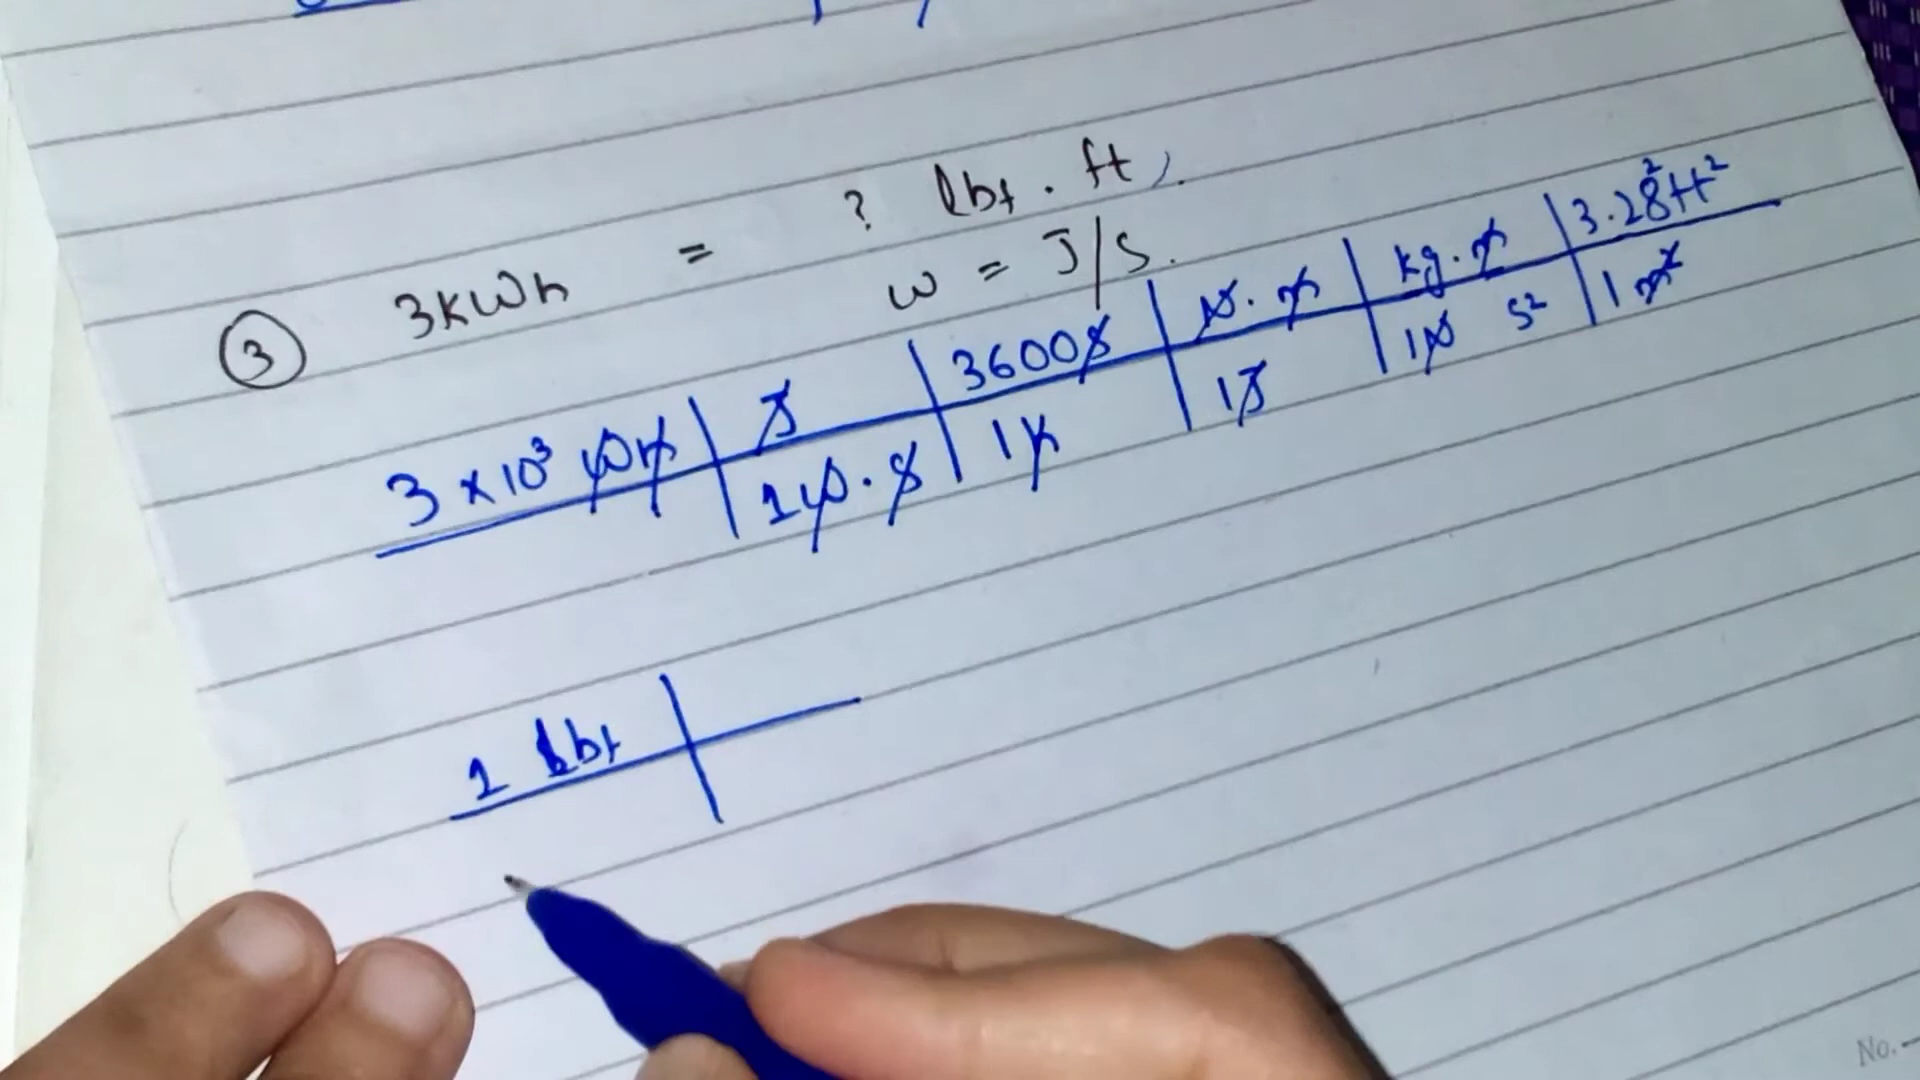 ③ 3KWh = ? lbf . ft
W = J/S.
3 × 10³ Wh | J | 3600 s | N . m | kg . m | 3.28² ft²
1 W . s | 1 h | 1 J | 1 N s² | 1 m²
1 lbf |
No.